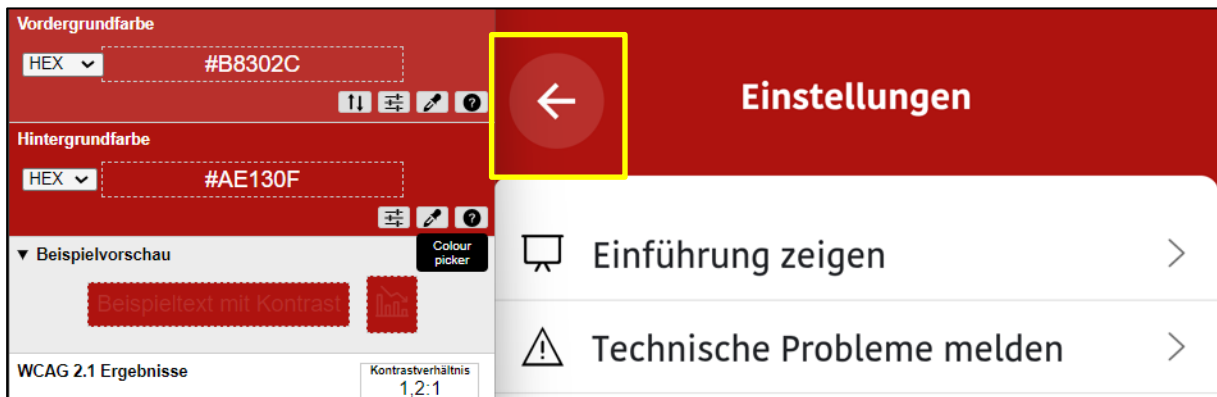 Vordergrundfarbe
HEX
#B8302C
Hintergrundfarbe
HEX
#AE130F
Colour
picker
Beispielvorschau
Beispieltext mit Kontrast
WCAG 2.1 Ergebnisse
Kontrastverhältnis
1,2:1
Einstellungen
Einführung zeigen
Technische Probleme melden